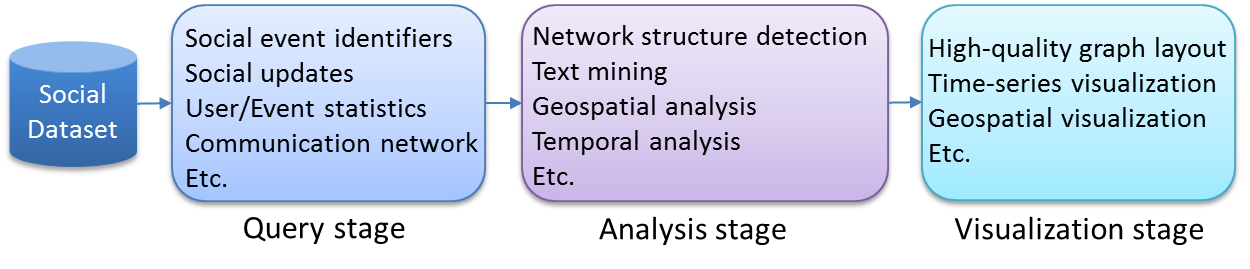 Social
Dataset
Social event identifiers
Social updates
User/Event statistics
Communication network
Etc.
Query stage
Network structure detection
Text mining
Geospatial analysis
Temporal analysis
Etc.
Analysis stage
High-quality graph layout
Time-series visualization
Geospatial visualization
Etc.
Visualization stage